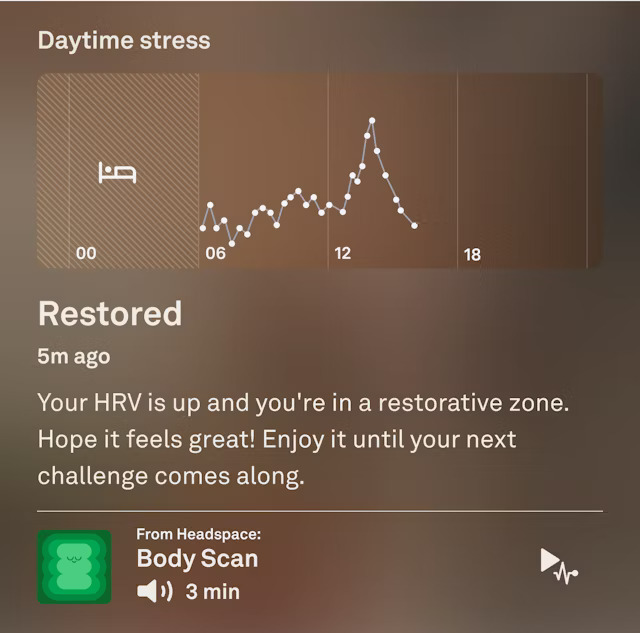 Daytime stress
00 06 12 18
Restored
5m ago
Your HRV is up and you're in a restorative zone.
Hope it feels great! Enjoy it until your next
challenge comes along.
From Headspace:
Body Scan
3 min